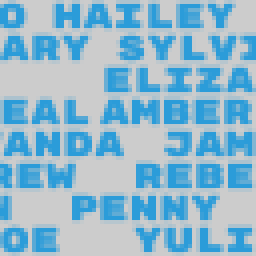 O HAILEY
ARY SYLVI
ELIZA
EAL AMBER
ANDA JAM
REW REBE
N PENNY
OE YULI